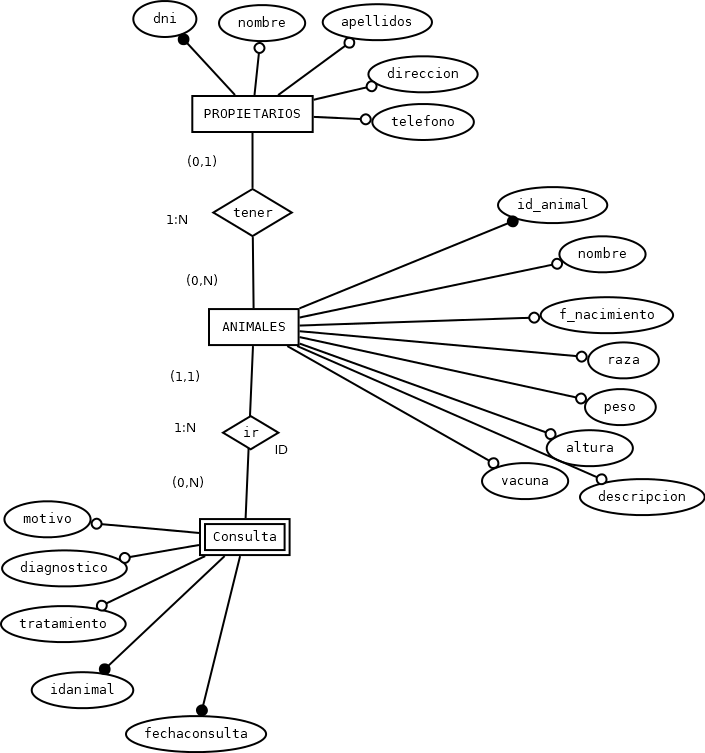 dni
nombre
apellidos
direccion
telefono
PROPIETARIOS
(0,1)
tener
1:N
(0,N)
id_animal
nombre
f_nacimiento
raza
peso
altura
descripcion
vacuna
ANIMALES
(1,1)
1:N
ir
ID
(0,N)
Consulta
motivo
diagnostico
tratamiento
idanimal
fechaconsulta